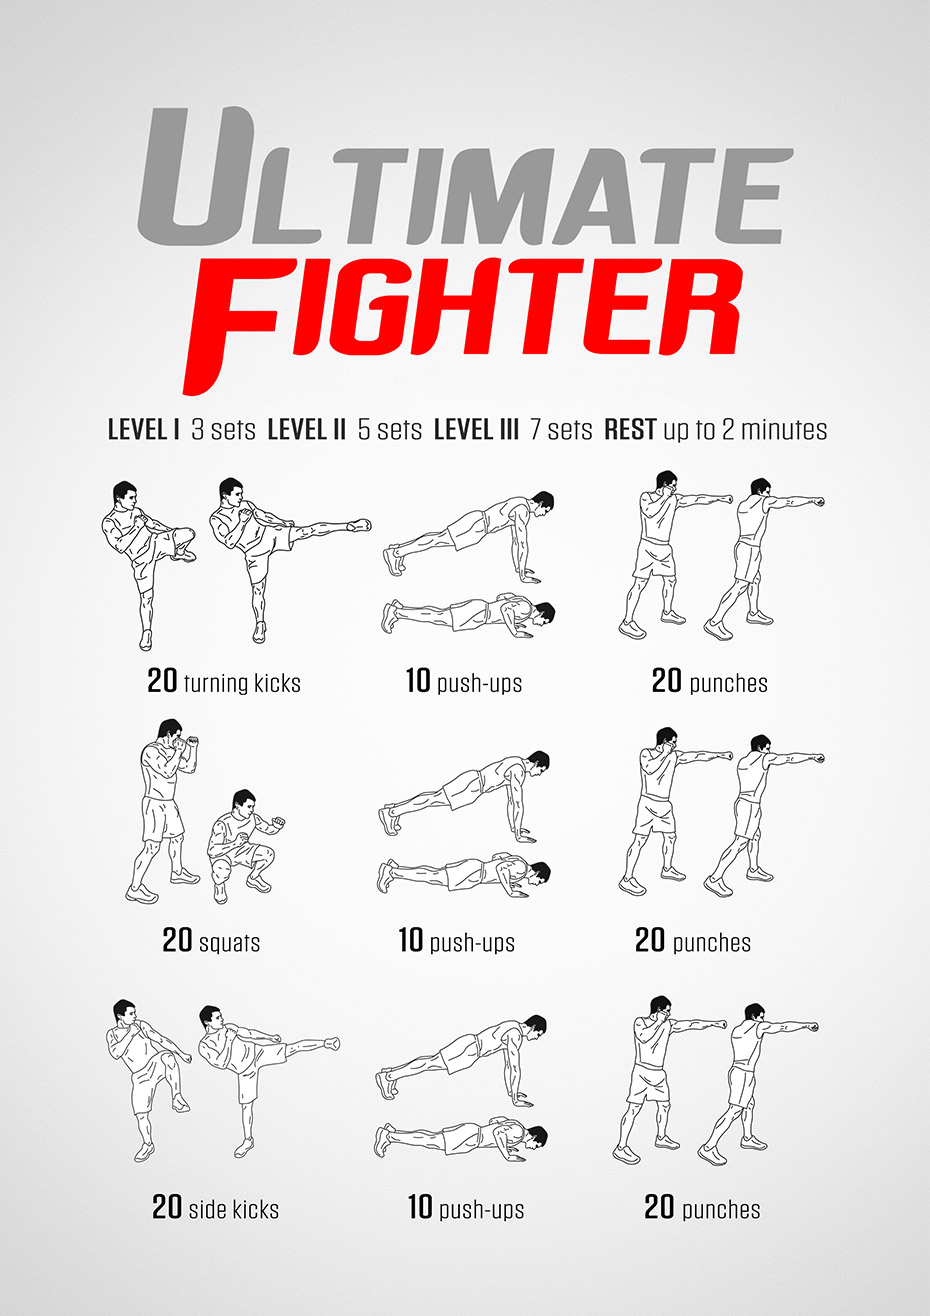 ULTIMATE
FIGHTER
LEVEL I 3 sets LEVEL II 5 sets LEVEL III 7 sets REST up to 2 minutes
20 turning kicks 10 push-ups 20 punches
20 squats 10 push-ups 20 punches
20 side kicks 10 push-ups 20 punches